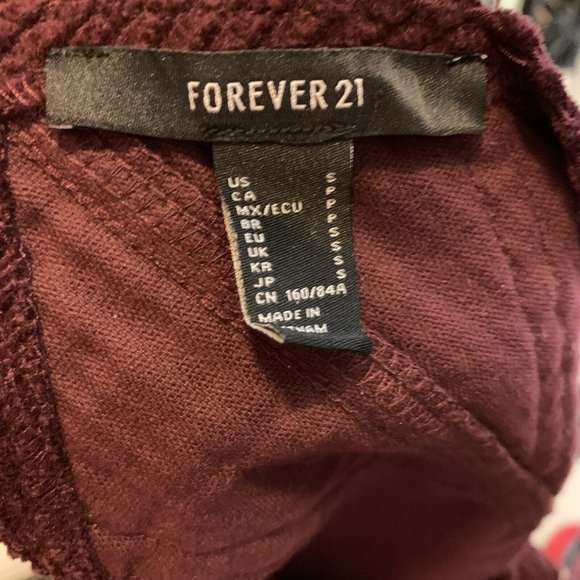 FOREVER 21
US S
CA P
MX/ECU P
BR P
EU S
UK S
KR S
JP S
CN 160/84A
MADE IN